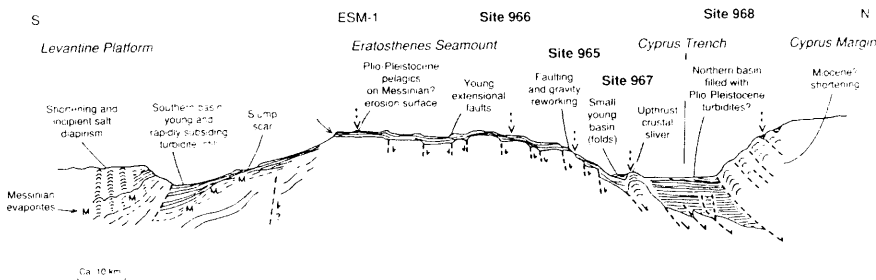 S
ESM-1
Site 966
Site 968
N
Levantine Platform
Eratosthenes Seamount
Site 965
Cyprus Trench
Cyprus Margin
Site 967
Shortening and
incipient salt
diapirism
Southern basin
young and
rapidly subsiding
turbidite
Slump
scar
Plio-Pleistocene
pelagics
on Messinian?
erosion surface
Young
extensional
faults
Faulting
and gravity
reworking
Small
young
basin
(folds)
Upthrust
crustal
sliver
Northern basin
filled with
Plio-Pleistocene
turbidites?
Miocene?
shortening
Messinian
evaporites
M
M
M
M
M
?
Ca. 10 km